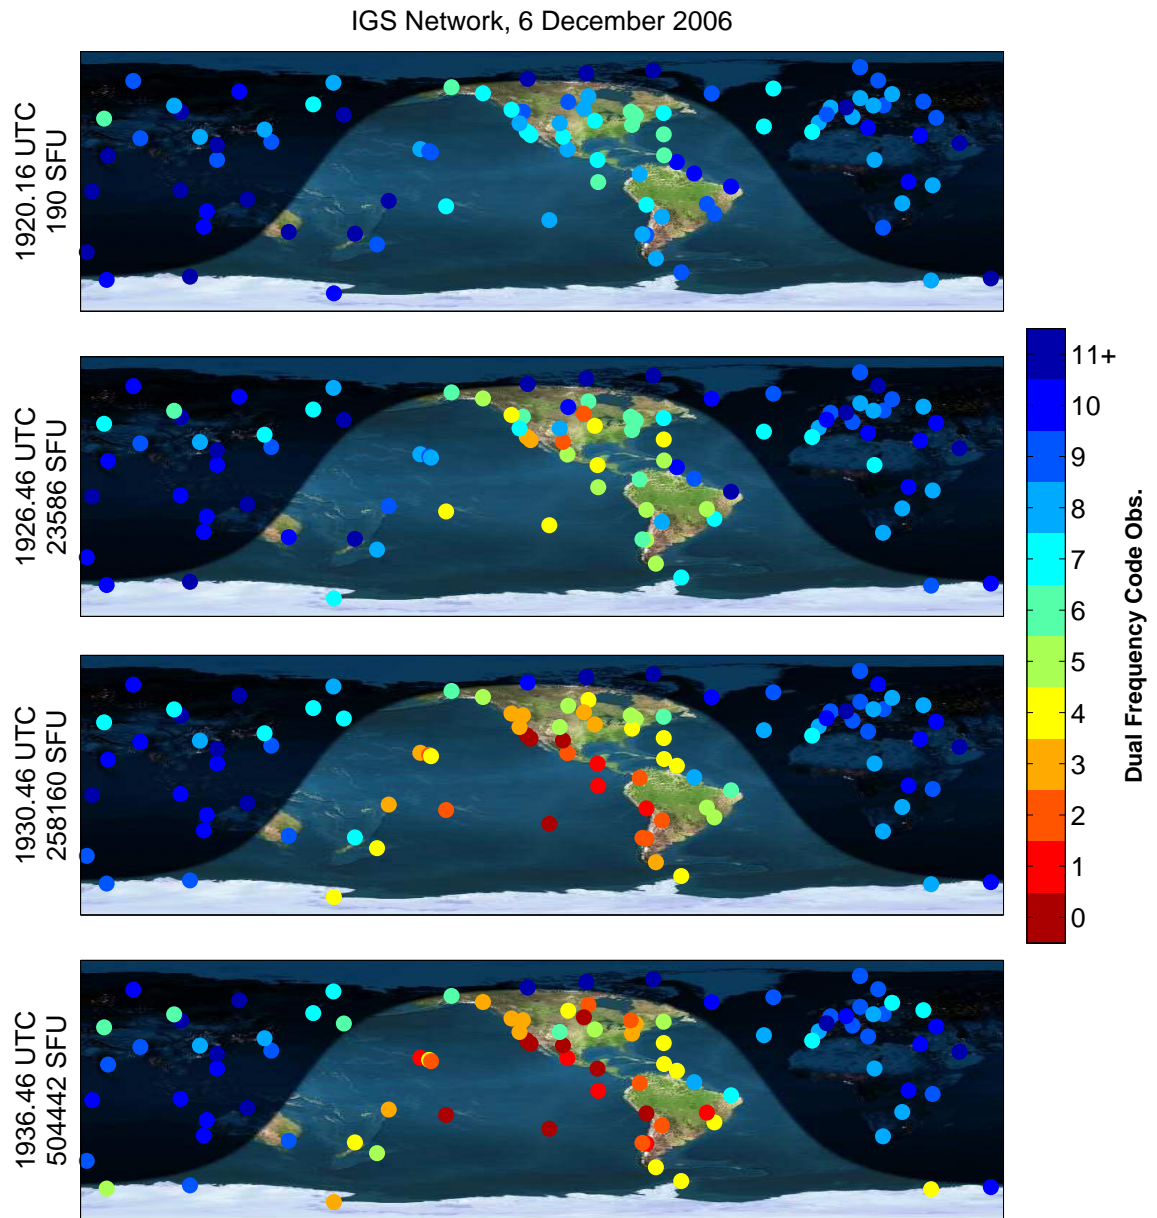 IGS Network, 6 December 2006
1920.16 UTC
190 SFU
1926.46 UTC
23586 SFU
1930.46 UTC
258160 SFU
1936.46 UTC
504442 SFU
11+
10
9
8
7
6
5
4
3
2
1
0
Dual Frequency Code Obs.